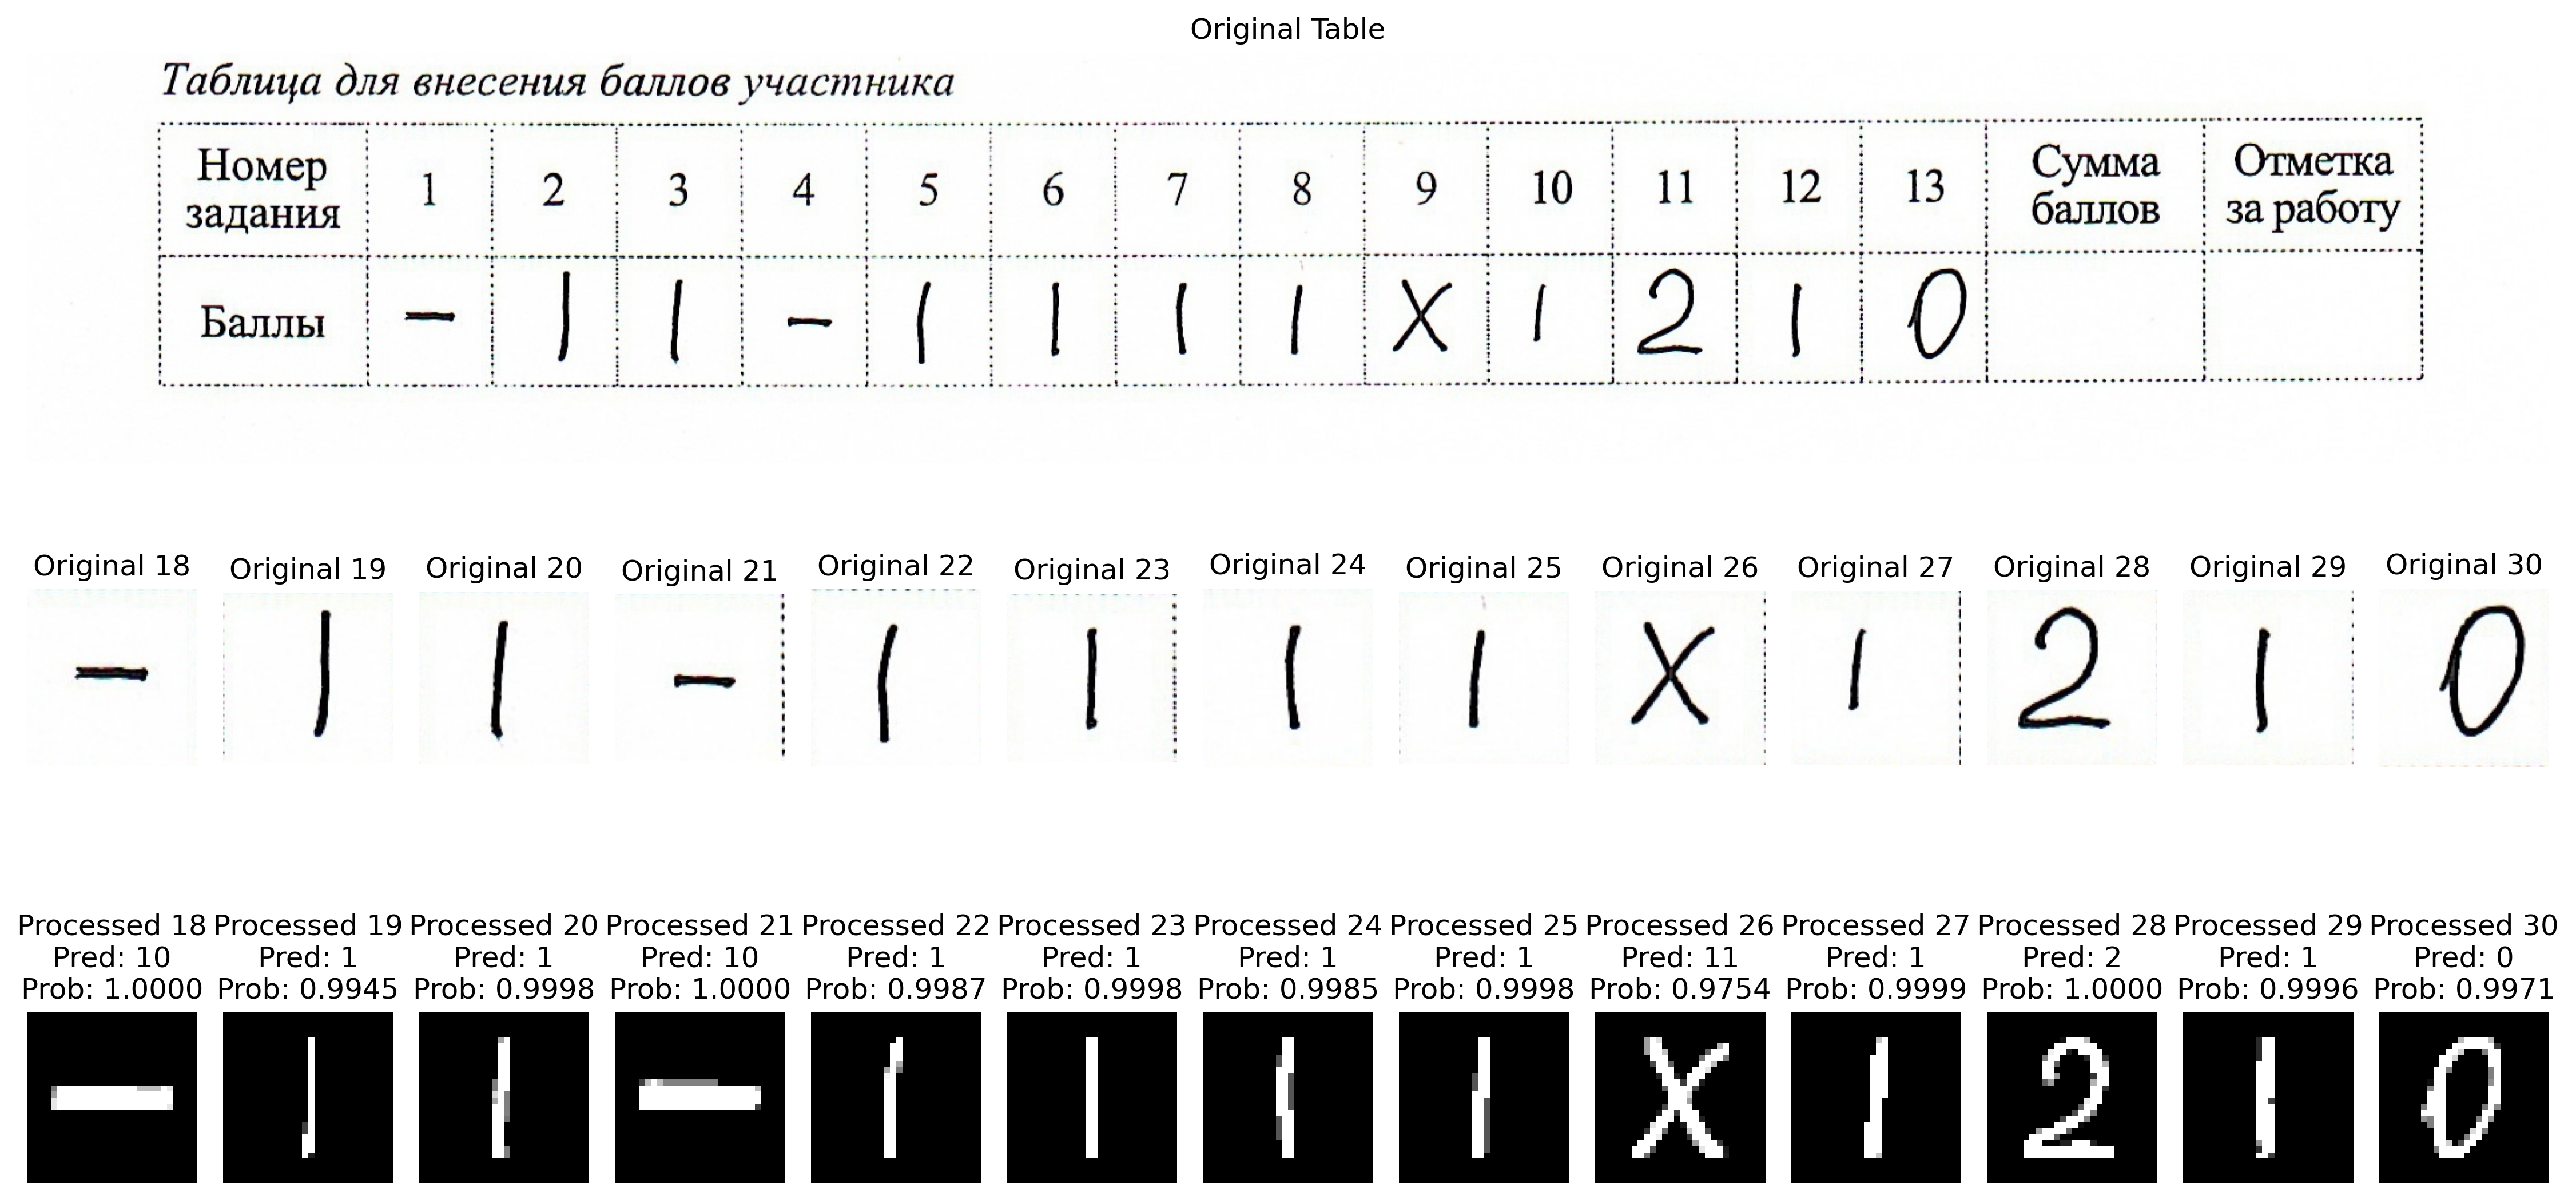 Original Table
Таблица для внесения баллов участника
Номер задания 1 2 3 4 5 6 7 8 9 10 11 12 13 Сумма баллов Отметка за работу
Баллы – 1 1 – 1 1 1 1 X 1 2 1 0
Original 18 Original 19 Original 20 Original 21 Original 22 Original 23 Original 24 Original 25 Original 26 Original 27 Original 28 Original 29 Original 30
– 1 1 – 1 1 1 1 X 1 2 1 0
Processed 18 Processed 19 Processed 20 Processed 21 Processed 22 Processed 23 Processed 24 Processed 25 Processed 26 Processed 27 Processed 28 Processed 29 Processed 30
Pred: 10 Pred: 1 Pred: 1 Pred: 10 Pred: 1 Pred: 1 Pred: 1 Pred: 1 Pred: 11 Pred: 1 Pred: 2 Pred: 1 Pred: 0
Prob: 1.0000 Prob: 0.9945 Prob: 0.9998 Prob: 1.0000 Prob: 0.9987 Prob: 0.9998 Prob: 0.9985 Prob: 0.9998 Prob: 0.9754 Prob: 0.9999 Prob: 1.0000 Prob: 0.9996 Prob: 0.9971
– 1 1 – 1 1 1 1 X 1 2 1 0